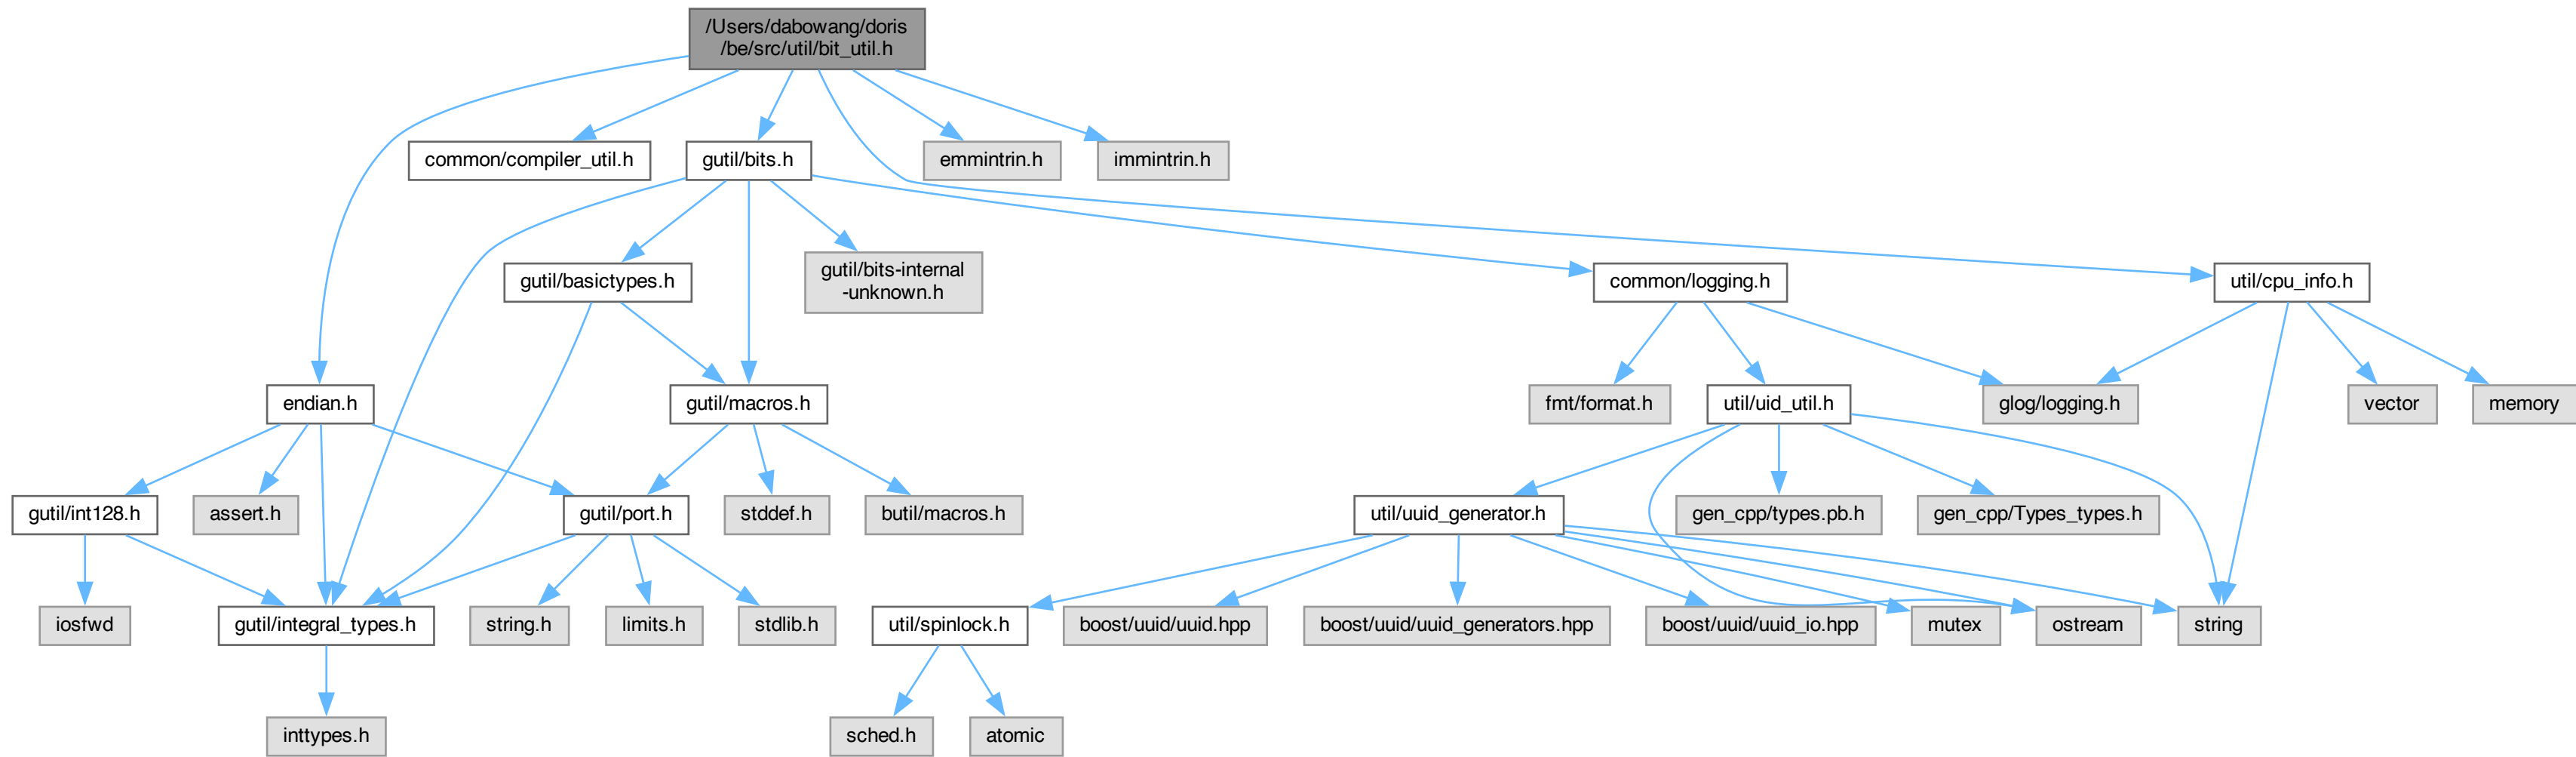 /Users/dabowang/doris
/be/src/util/bit_util.h
common/compiler_util.h
gutil/bits.h
emmintrin.h
immintrin.h
gutil/basictypes.h
gutil/bits-internal
-unknown.h
common/logging.h
util/cpu_info.h
endian.h
gutil/macros.h
fmt/format.h
util/uid_util.h
glog/logging.h
vector
memory
gutil/int128.h
assert.h
gutil/port.h
stddef.h
butil/macros.h
util/uuid_generator.h
gen_cpp/types.pb.h
gen_cpp/Types_types.h
iosfwd
gutil/integral_types.h
string.h
limits.h
stdlib.h
util/spinlock.h
boost/uuid/uuid.hpp
boost/uuid/uuid_generators.hpp
boost/uuid/uuid_io.hpp
mutex
ostream
string
inttypes.h
sched.h
atomic